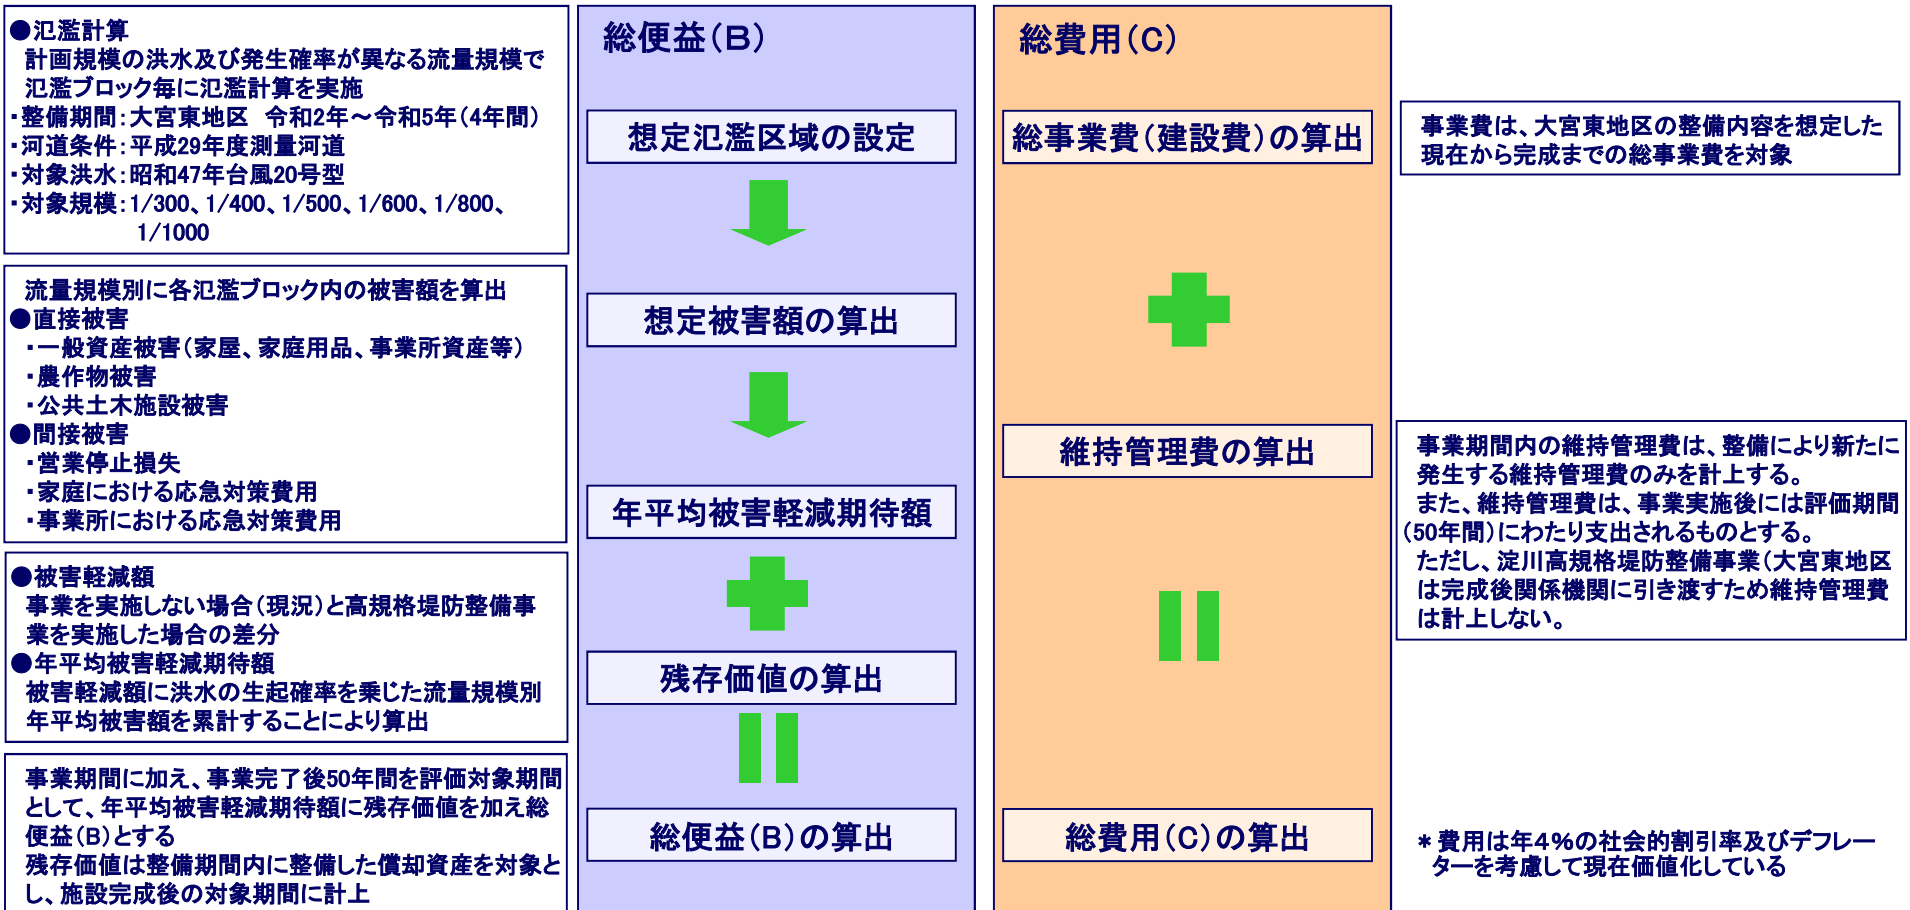 ●氾濫計算
計画規模の洪水及び発生確率が異なる流量規模で
氾濫ブロック毎に氾濫計算を実施
・整備期間：大宮東地区　令和2年～令和5年（4年間）
・河道条件：平成29年度測量河道
・対象洪水：昭和47年台風20号型
・対象規模：1/300、1/400、1/500、1/600、1/800、
1/1000
流量規模別に各氾濫ブロック内の被害額を算出
●直接被害
・一般資産被害（家屋、家庭用品、事業所資産等）
・農作物被害
・公共土木施設被害
●間接被害
・営業停止損失
・家庭における応急対策費用
・事業所における応急対策費用
●被害軽減額
事業を実施しない場合（現況）と高規格堤防整備事
業を実施した場合の差分
●年平均被害軽減期待額
被害軽減額に洪水の生起確率を乗じた流量規模別
年平均被害額を累計することにより算出
事業期間に加え、事業完了後50年間を評価対象期間
として、年平均被害軽減期待額に残存価値を加え総
便益（B）とする
残存価値は整備期間内に整備した償却資産を対象と
し、施設完成後の対象期間に計上
総便益（B）
想定氾濫区域の設定
想定被害額の算出
年平均被害軽減期待額
残存価値の算出
総便益（B）の算出
総費用（C）
総事業費（建設費）の算出
維持管理費の算出
総費用（C）の算出
事業費は、大宮東地区の整備内容を想定した
現在から完成までの総事業費を対象
事業期間内の維持管理費は、整備により新たに
発生する維持管理費のみを計上する。
また、維持管理費は、事業実施後には評価期間
（50年間）にわたり支出されるものとする。
ただし、淀川高規格堤防整備事業（大宮東地区
は完成後関係機関に引き渡すため維持管理費
は計上しない。
＊費用は年4％の社会的割引率及びデフレー
ターを考慮して現在価値化している